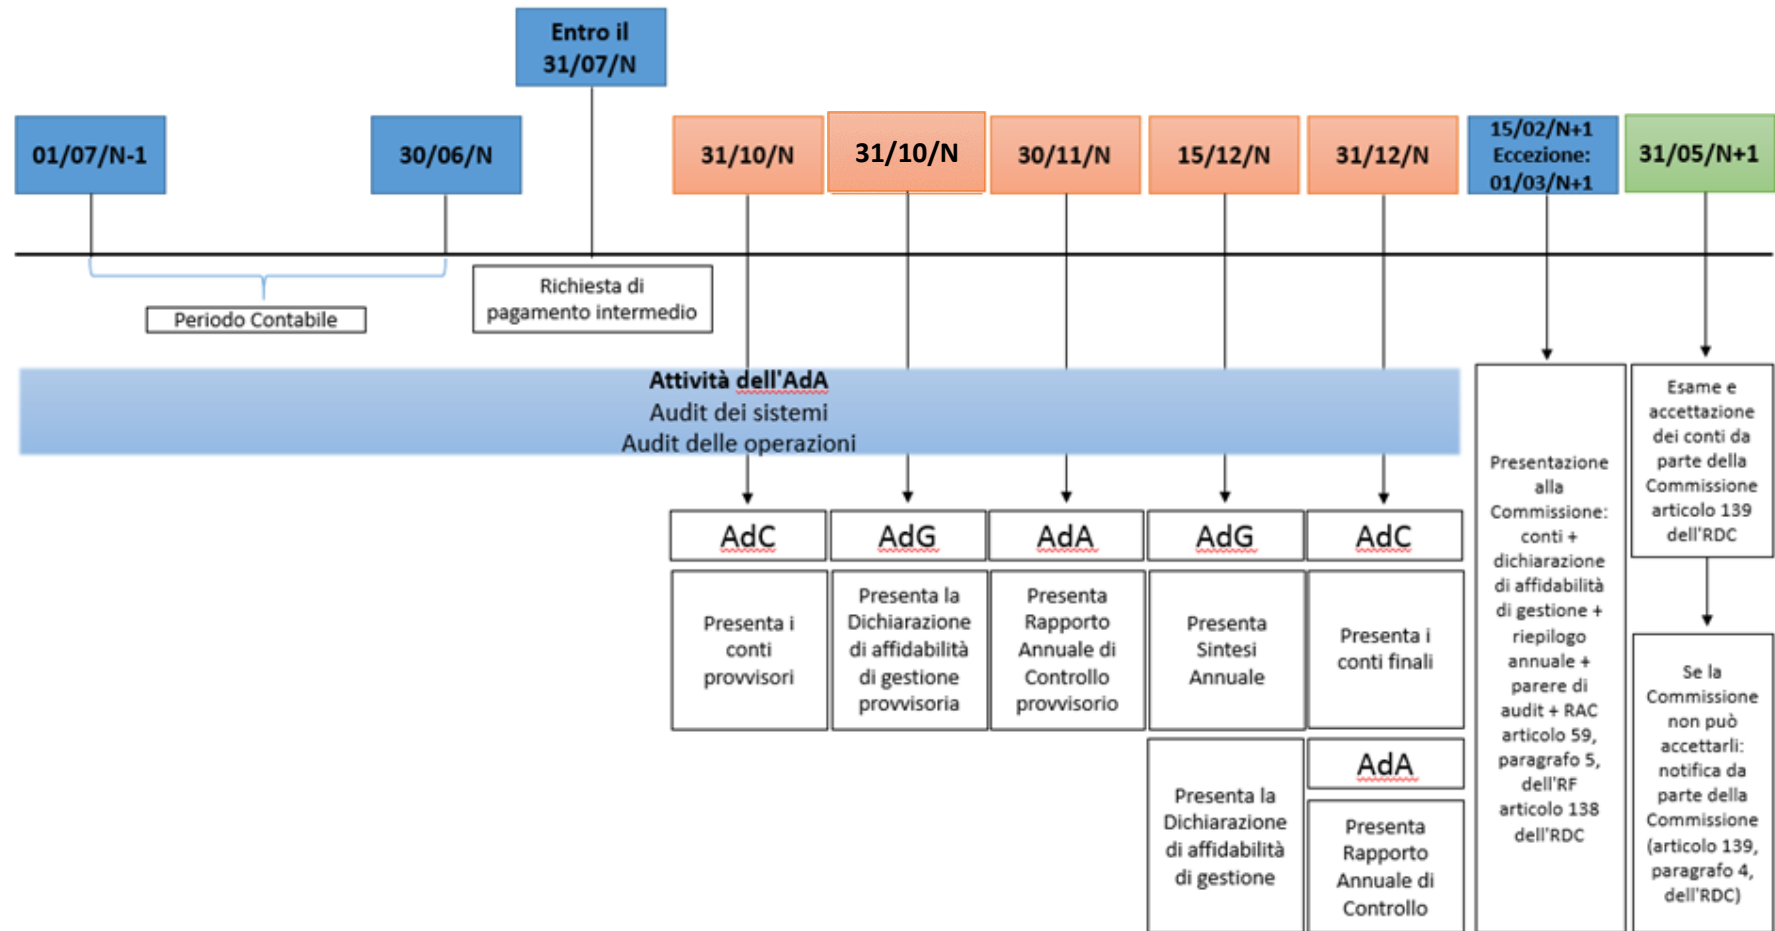 Entro il
31/07/N
01/07/N-1
30/06/N
31/10/N
31/10/N
30/11/N
15/12/N
31/12/N
15/02/N+1
Eccezione:
01/03/N+1
31/05/N+1
Periodo Contabile
Richiesta di
pagamento intermedio
Attività dell'AdA
Audit dei sistemi
Audit delle operazioni
AdC
Presenta i
conti
provvisori
AdG
Presenta la
Dichiarazione
di affidabilità
di gestione
provvisoria
AdA
Presenta
Rapporto
Annuale di
Controllo
provvisorio
AdG
Presenta
Sintesi
Annuale
Presenta la
Dichiarazione
di affidabilità
di gestione
AdC
Presenta i
conti finali
AdA
Presenta
Rapporto
Annuale di
Controllo
Presentazione
alla
Commissione:
conti +
dichiarazione
di affidabilità
di gestione +
riepilogo
annuale +
parere di
audit + RAC
articolo 59,
paragrafo 5,
dell'RF
articolo 138
dell'RDC
Esame e
accettazione
dei conti da
parte della
Commissione
articolo 139
dell'RDC
Se la
Commissione
non può
accettarli:
notifica da
parte della
Commissione
(articolo 139,
paragrafo 4,
dell'RDC)